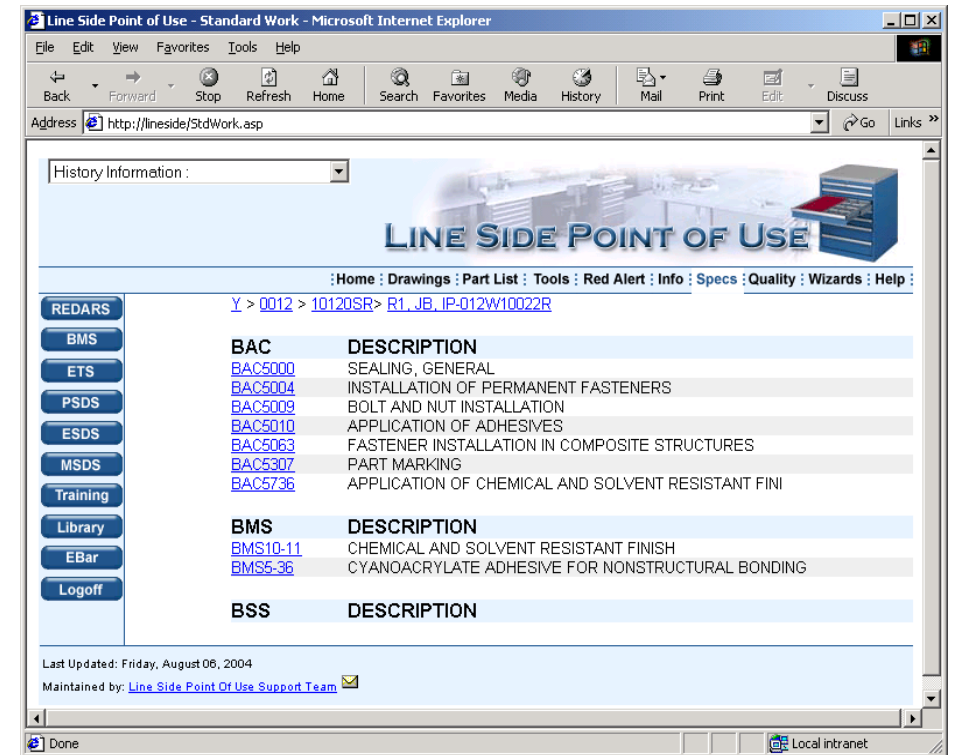 Line Side Point of Use - Standard Work - Microsoft Internet Explorer
File Edit View Favorites Tools Help
Back Forward Stop Refresh Home Search Favorites Media History Mail Print Edit Discuss
Address http://lineside/StdWork.asp Go Links »
History Information :
LINE SIDE POINT OF USE
Home Drawings Part List Tools Red Alert Info Specs Quality Wizards Help
REDARS
BMS
ETS
PSDS
ESDS
MSDS
Training
Library
EBar
Logoff
Y > 0012 > 10120SR> R1, JB, IP-012W10022R
BAC DESCRIPTION
BAC5000 SEALING, GENERAL
BAC5004 INSTALLATION OF PERMANENT FASTENERS
BAC5009 BOLT AND NUT INSTALLATION
BAC5010 APPLICATION OF ADHESIVES
BAC5063 FASTENER INSTALLATION IN COMPOSITE STRUCTURES
BAC5307 PART MARKING
BAC5736 APPLICATION OF CHEMICAL AND SOLVENT RESISTANT FINI
BMS DESCRIPTION
BMS10-11 CHEMICAL AND SOLVENT RESISTANT FINISH
BMS5-36 CYANOACRYLATE ADHESIVE FOR NONSTRUCTURAL BONDING
BSS DESCRIPTION
Last Updated: Friday, August 06, 2004
Maintained by: Line Side Point Of Use Support Team
Done Local intranet